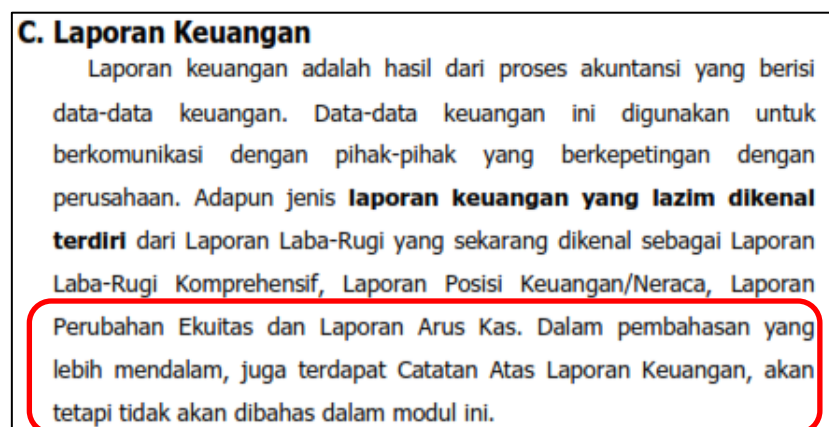 C. Laporan Keuangan
Laporan keuangan adalah hasil dari proses akuntansi yang berisi
data-data keuangan. Data-data keuangan ini digunakan untuk
berkomunikasi dengan pihak-pihak yang berkepetingan dengan
perusahaan. Adapun jenis laporan keuangan yang lazim dikenal
terdiri dari Laporan Laba-Rugi yang sekarang dikenal sebagai Laporan
Laba-Rugi Komprehensif, Laporan Posisi Keuangan/Neraca, Laporan
Perubahan Ekuitas dan Laporan Arus Kas. Dalam pembahasan yang
lebih mendalam, juga terdapat Catatan Atas Laporan Keuangan, akan
tetapi tidak akan dibahas dalam modul ini.